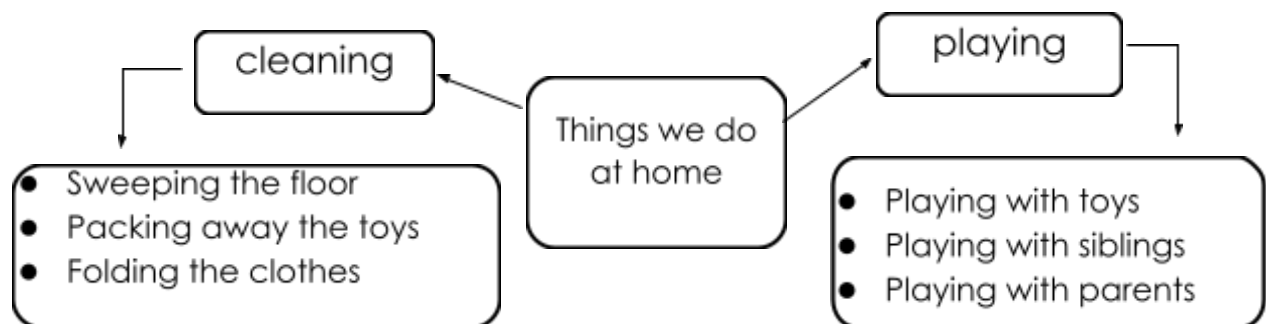 cleaning
● Sweeping the floor
● Packing away the toys
● Folding the clothes
Things we do
at home
playing
● Playing with toys
● Playing with siblings
● Playing with parents